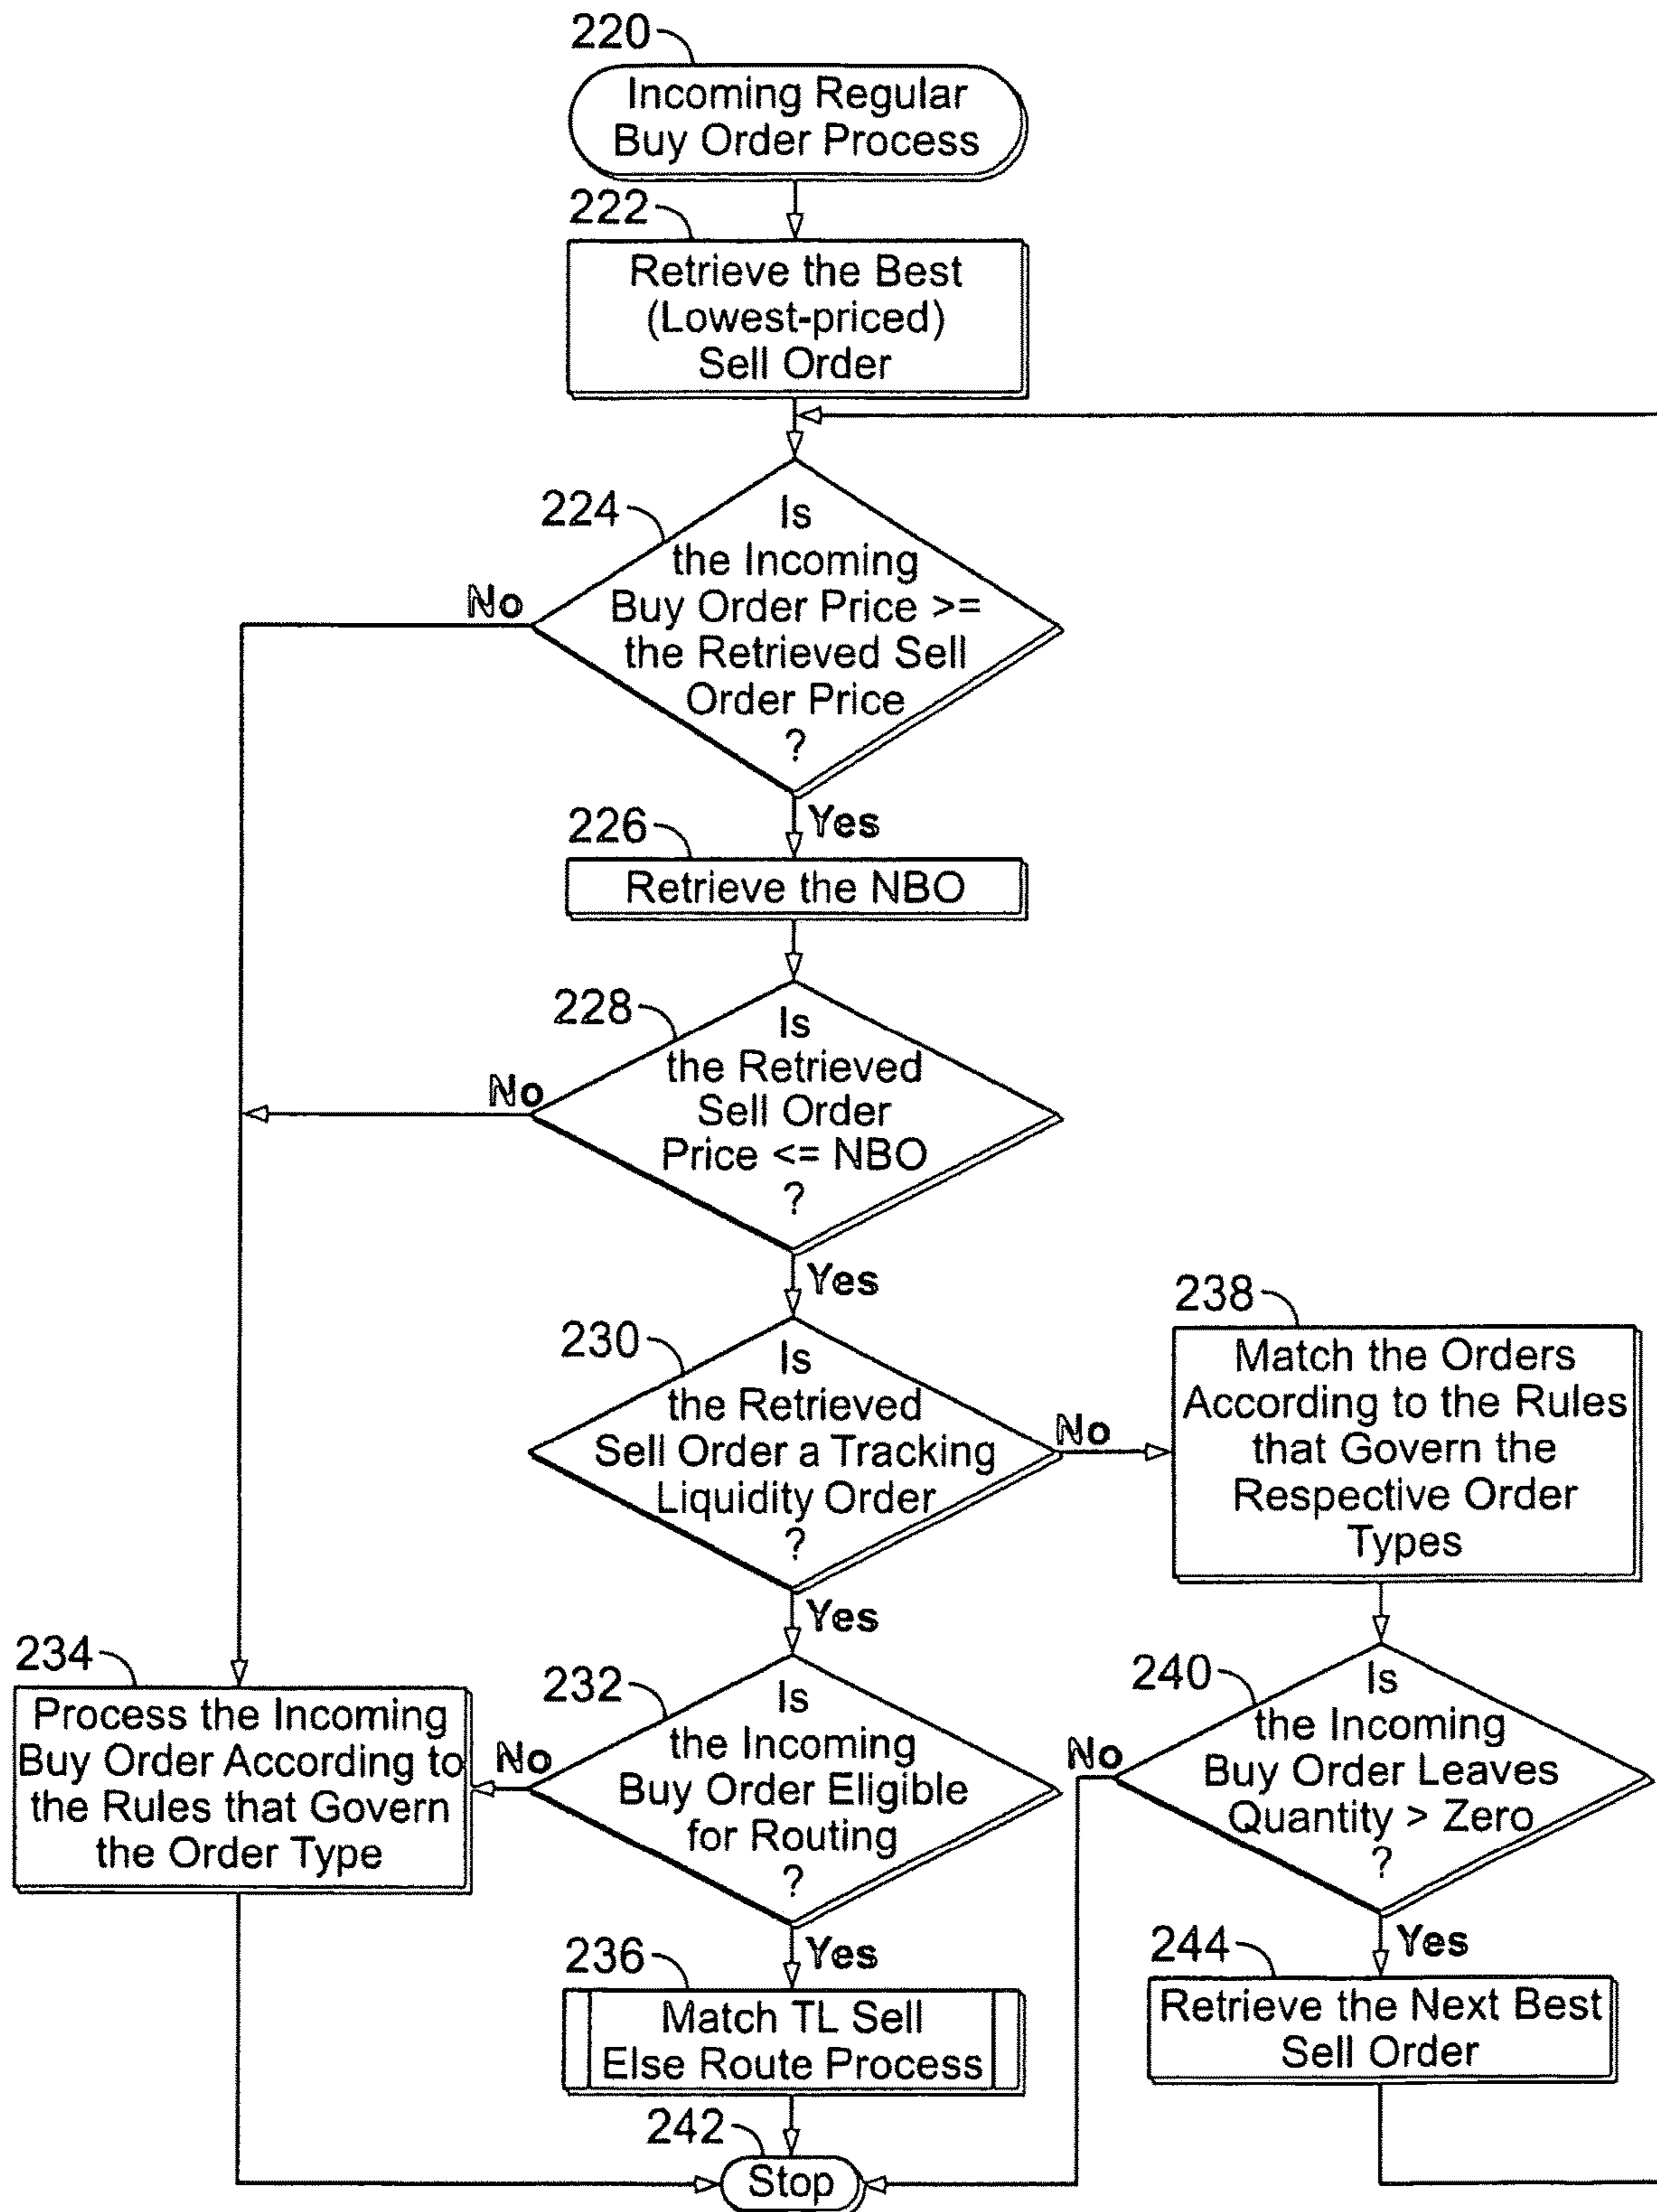 220
Incoming Regular
Buy Order Process
222
Retrieve the Best
(Lowest-priced)
Sell Order
224
Is
the Incoming
Buy Order Price >=
the Retrieved Sell
Order Price
?
No
Yes
226
Retrieve the NBO
228
Is
the Retrieved
Sell Order
Price <= NBO
?
No
Yes
230
Is
the Retrieved
Sell Order a Tracking
Liquidity Order
?
No
Yes
238
Match the Orders
According to the Rules
that Govern the
Respective Order
Types
234
Process the Incoming
Buy Order According to
the Rules that Govern
the Order Type
232
Is
the Incoming
Buy Order Eligible
for Routing
?
No
Yes
240
Is
the Incoming
Buy Order Leaves
Quantity > Zero
?
No
Yes
236
Match TL Sell
Else Route Process
244
Retrieve the Next Best
Sell Order
242
Stop